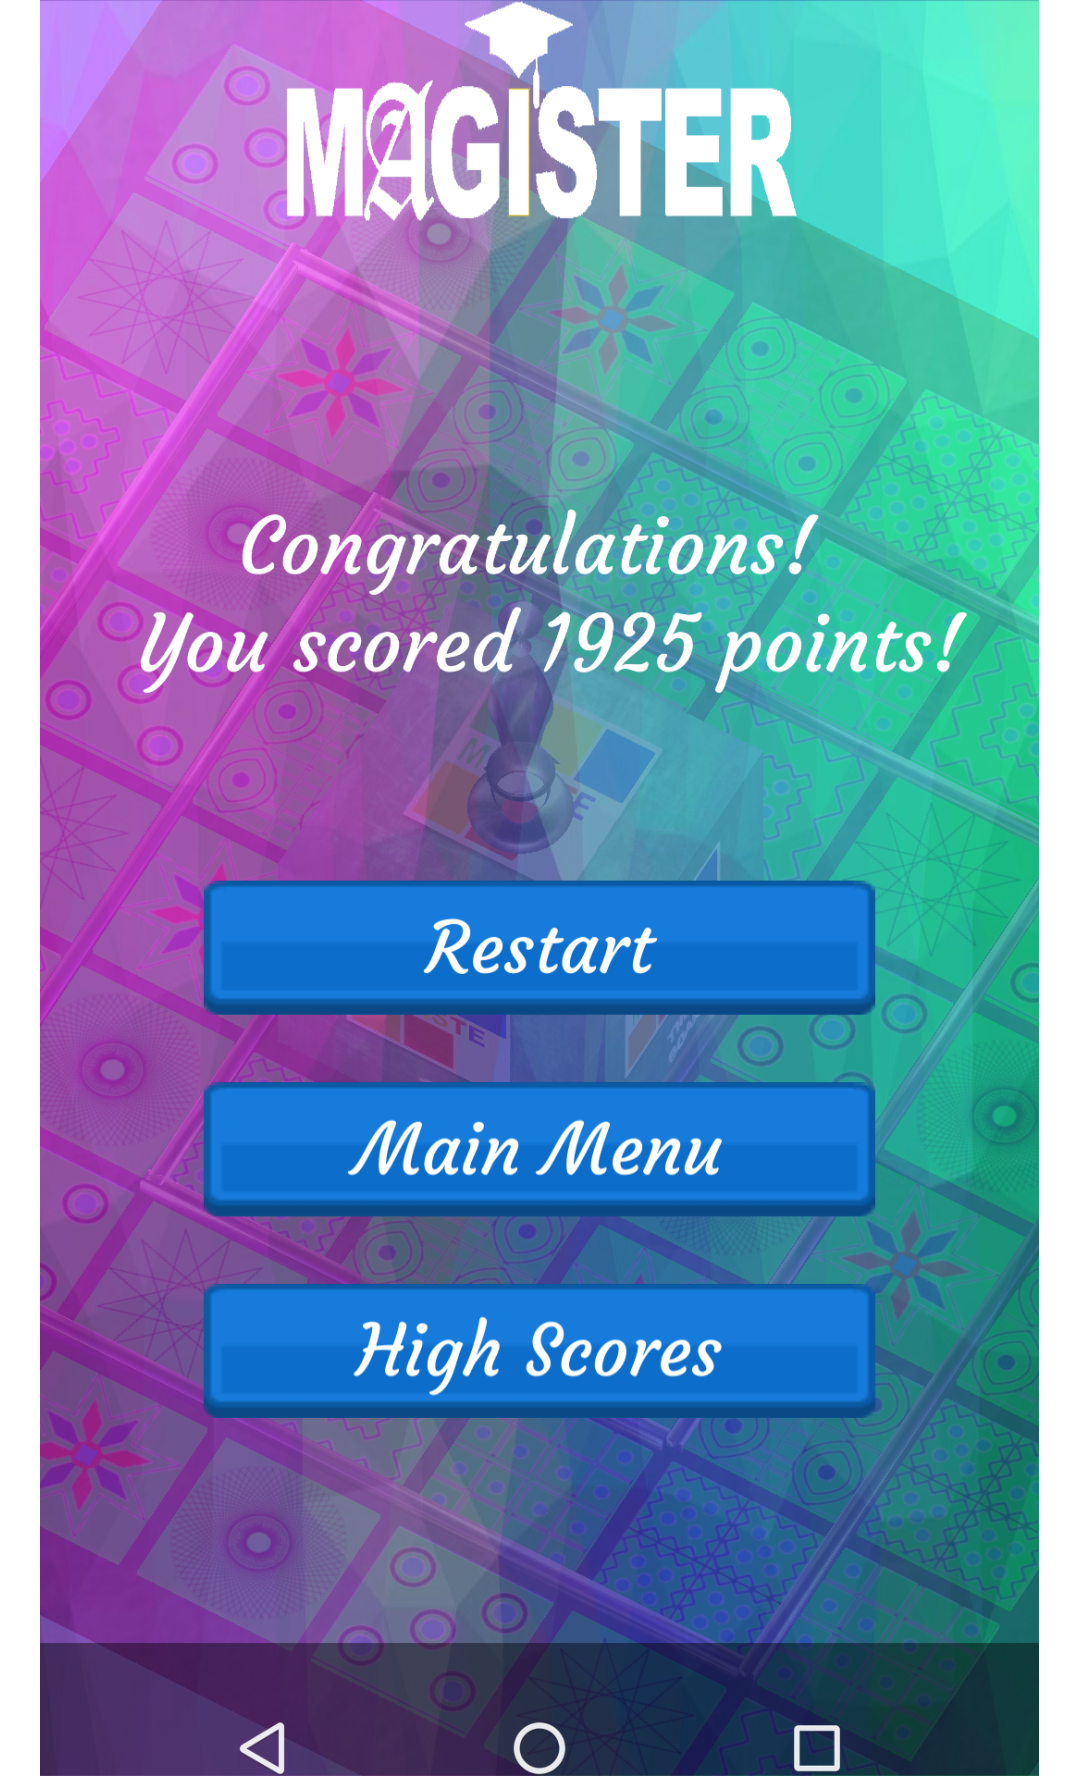 MAGISTER
Congratulations!
You scored 1925 points!
Restart
Main Menu
High Scores